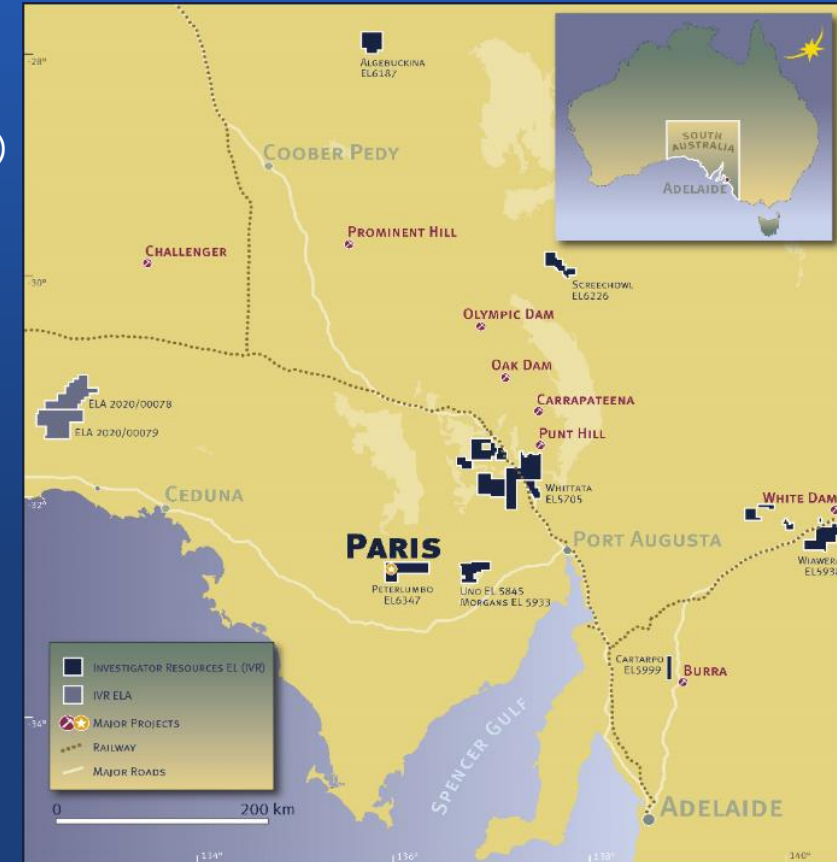 )
-28°
ALGEBUCKINA
EL6187
SOUTH
AUSTRALIA
ADELAIDE
COOBER PEDY
CHALLENGER
PROMINENT HILL
-30°
SCREECHOWL
EL6226
OLYMPIC DAM
OAK DAM
CARRAPATEENA
ELA 2020/00078
ELA 2020/00079
PUNT HILL
WHITTATA
EL5705
-32°
CEDUNA
WHITE DAM
PARIS
PORT AUGUSTA
PETERLUMBO
EL6347
UNO EL 5845
MORGANS EL 5933
WIAWERA
EL5938
CARTARPO
EL5999
BURRA
INVESTIGATOR RESOURCES EL (IVR)
IVR ELA
MAJOR PROJECTS
RAILWAY
MAJOR ROADS
-34°
SPENCER GULF
0 200 km
ADELAIDE
134° 136° 138° 140°